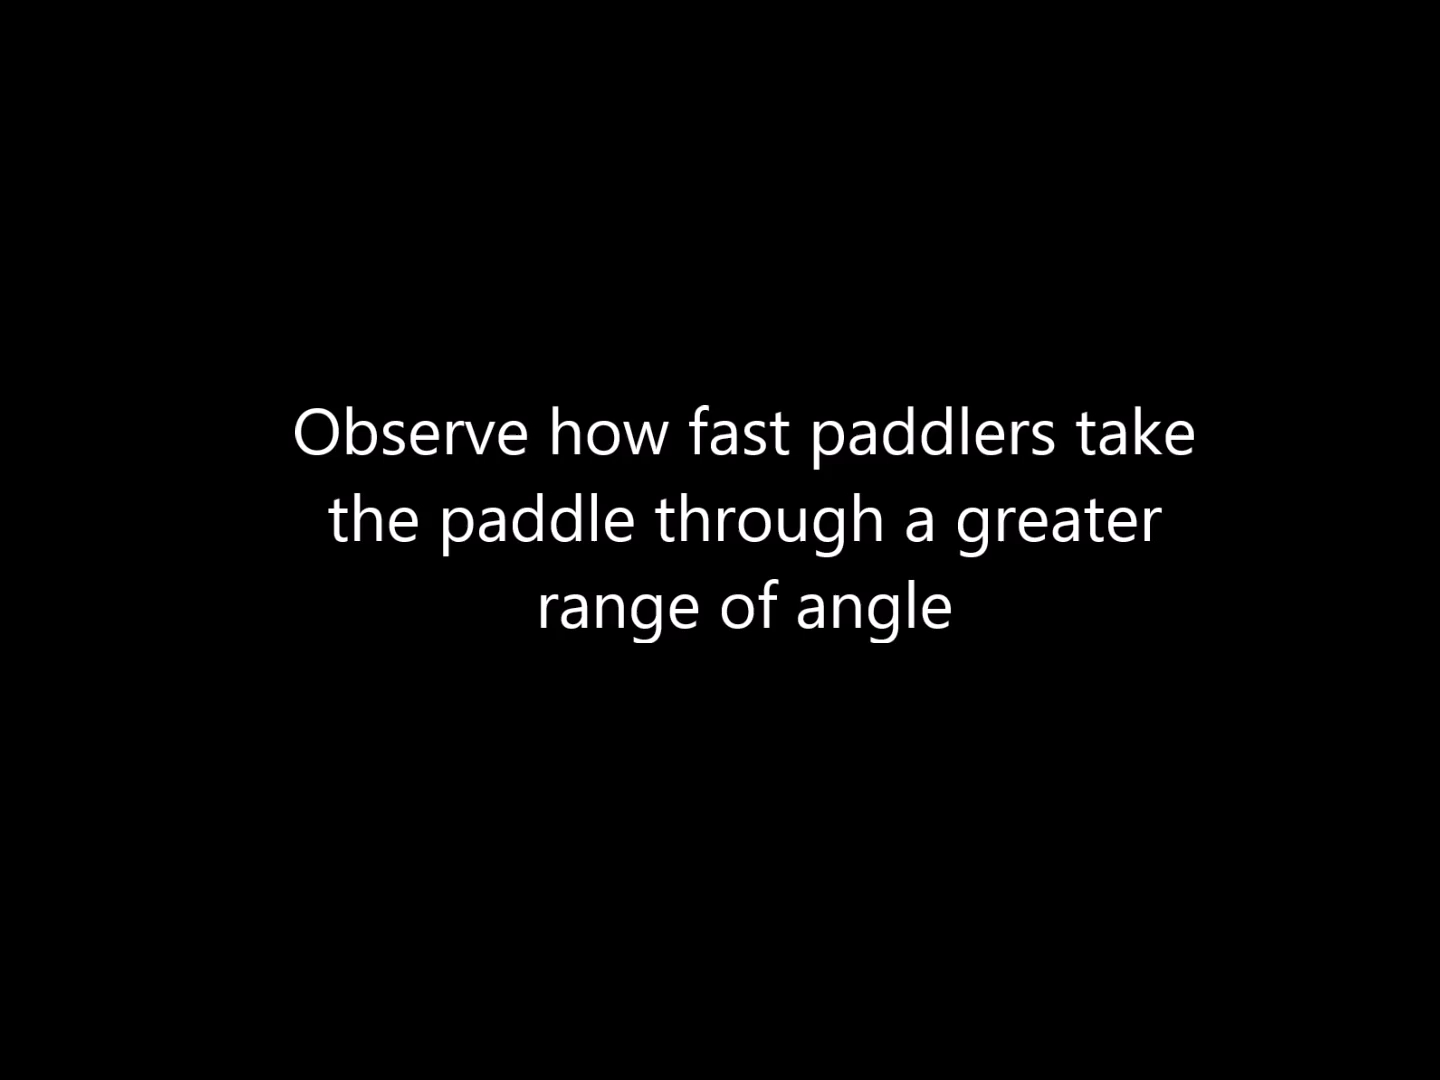 Observe how fast paddlers take
the paddle through a greater
range of angle